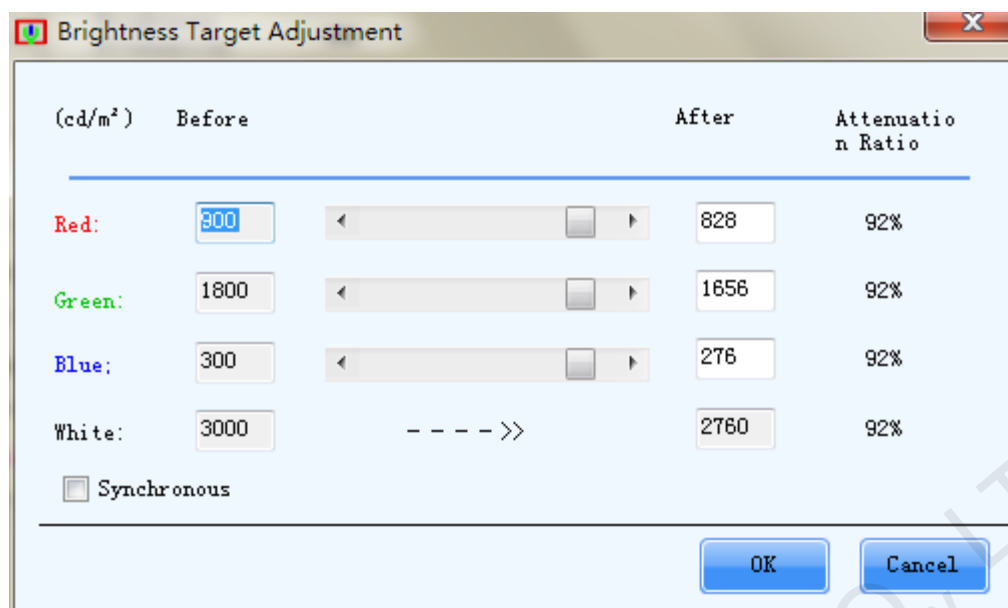 Brightness Target Adjustment
(cd/m²) Before After Attenuatio
n Ratio
Red: 900 828 92%
Green: 1800 1656 92%
Blue; 300 276 92%
White: 3000 ---->> 2760 92%
Synchronous
OK Cancel